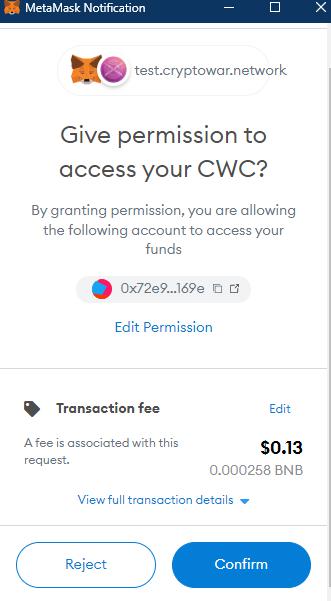 MetaMask Notification
test.cryptowar.network
Give permission to
access your CWC?
By granting permission, you are allowing
the following account to access your
funds
0x72e9...169e
Edit Permission
Transaction fee
Edit
A fee is associated with this
request.
$0.13
0.000258 BNB
View full transaction details
Reject
Confirm